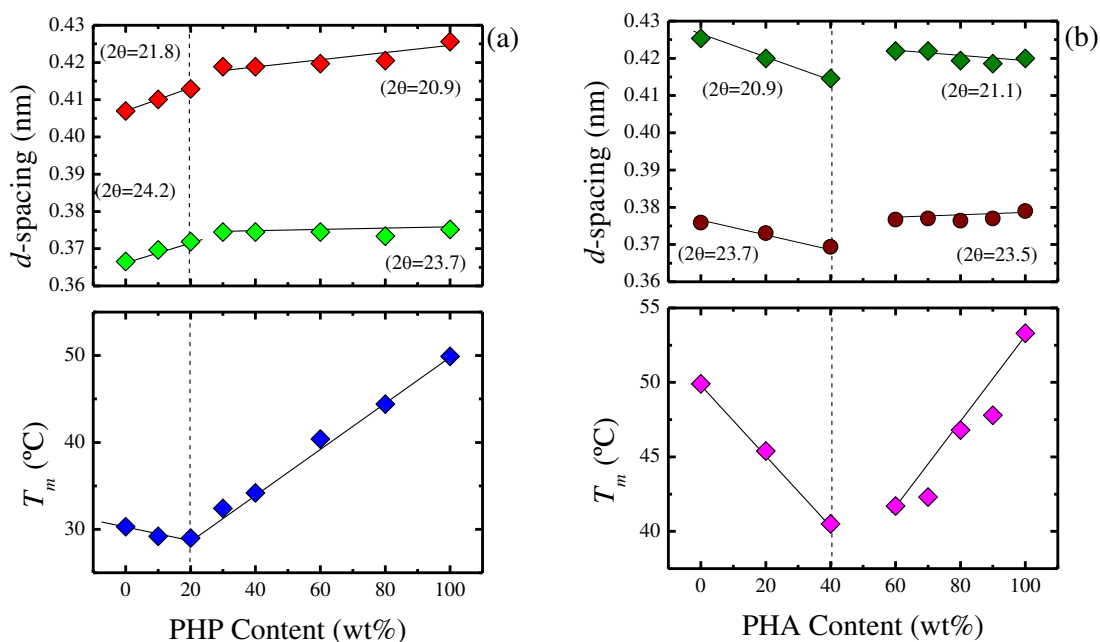 (a)
0.43
0.42
0.41
0.40
0.39
0.38
0.37
0.36
d-spacing (nm)
(2θ=21.8)
(2θ=20.9)
(2θ=24.2)
(2θ=23.7)
50
40
30
Tm (ºC)
0 20 40 60 80 100
PHP Content (wt%)
(b)
0.43
0.42
0.41
0.40
0.39
0.38
0.37
0.36
d-spacing (nm)
(2θ=20.9)
(2θ=21.1)
(2θ=23.7)
(2θ=23.5)
55
50
45
40
Tm (ºC)
0 20 40 60 80 100
PHA Content (wt%)